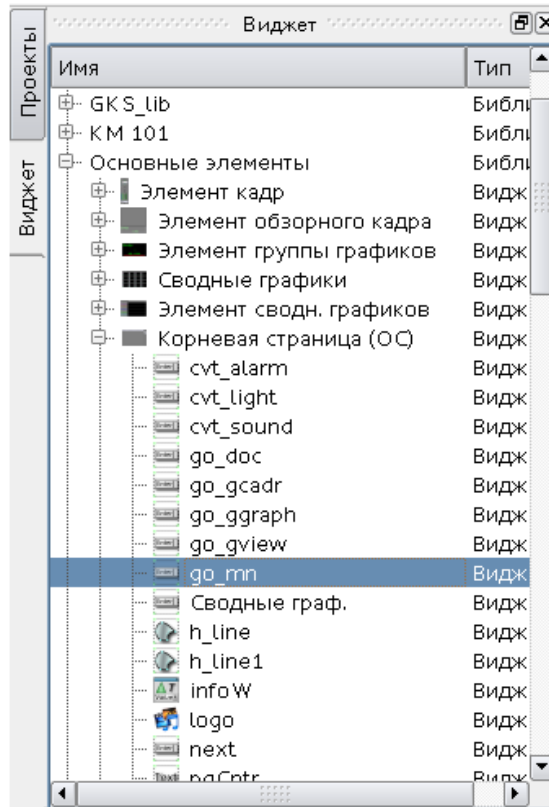 Виджет
Проекты
Виджет
Имя Тип
GKS_lib Библи
KM 101 Библи
Основные элементы Библи
Элемент кадр Видж
Элемент обзорного кадра Видж
Элемент группы графиков Видж
Сводные графики Видж
Элемент сводн. графиков Видж
Корневая страница (ОС) Видж
cvt_alarm Видж
cvt_light Видж
cvt_sound Видж
go_doc Видж
go_gcadr Видж
go_ggraph Видж
go_gview Видж
go_mn Видж
Сводные граф. Видж
h_line Видж
h_line1 Видж
infoW Видж
logo Видж
next Видж
pgCntr Видж